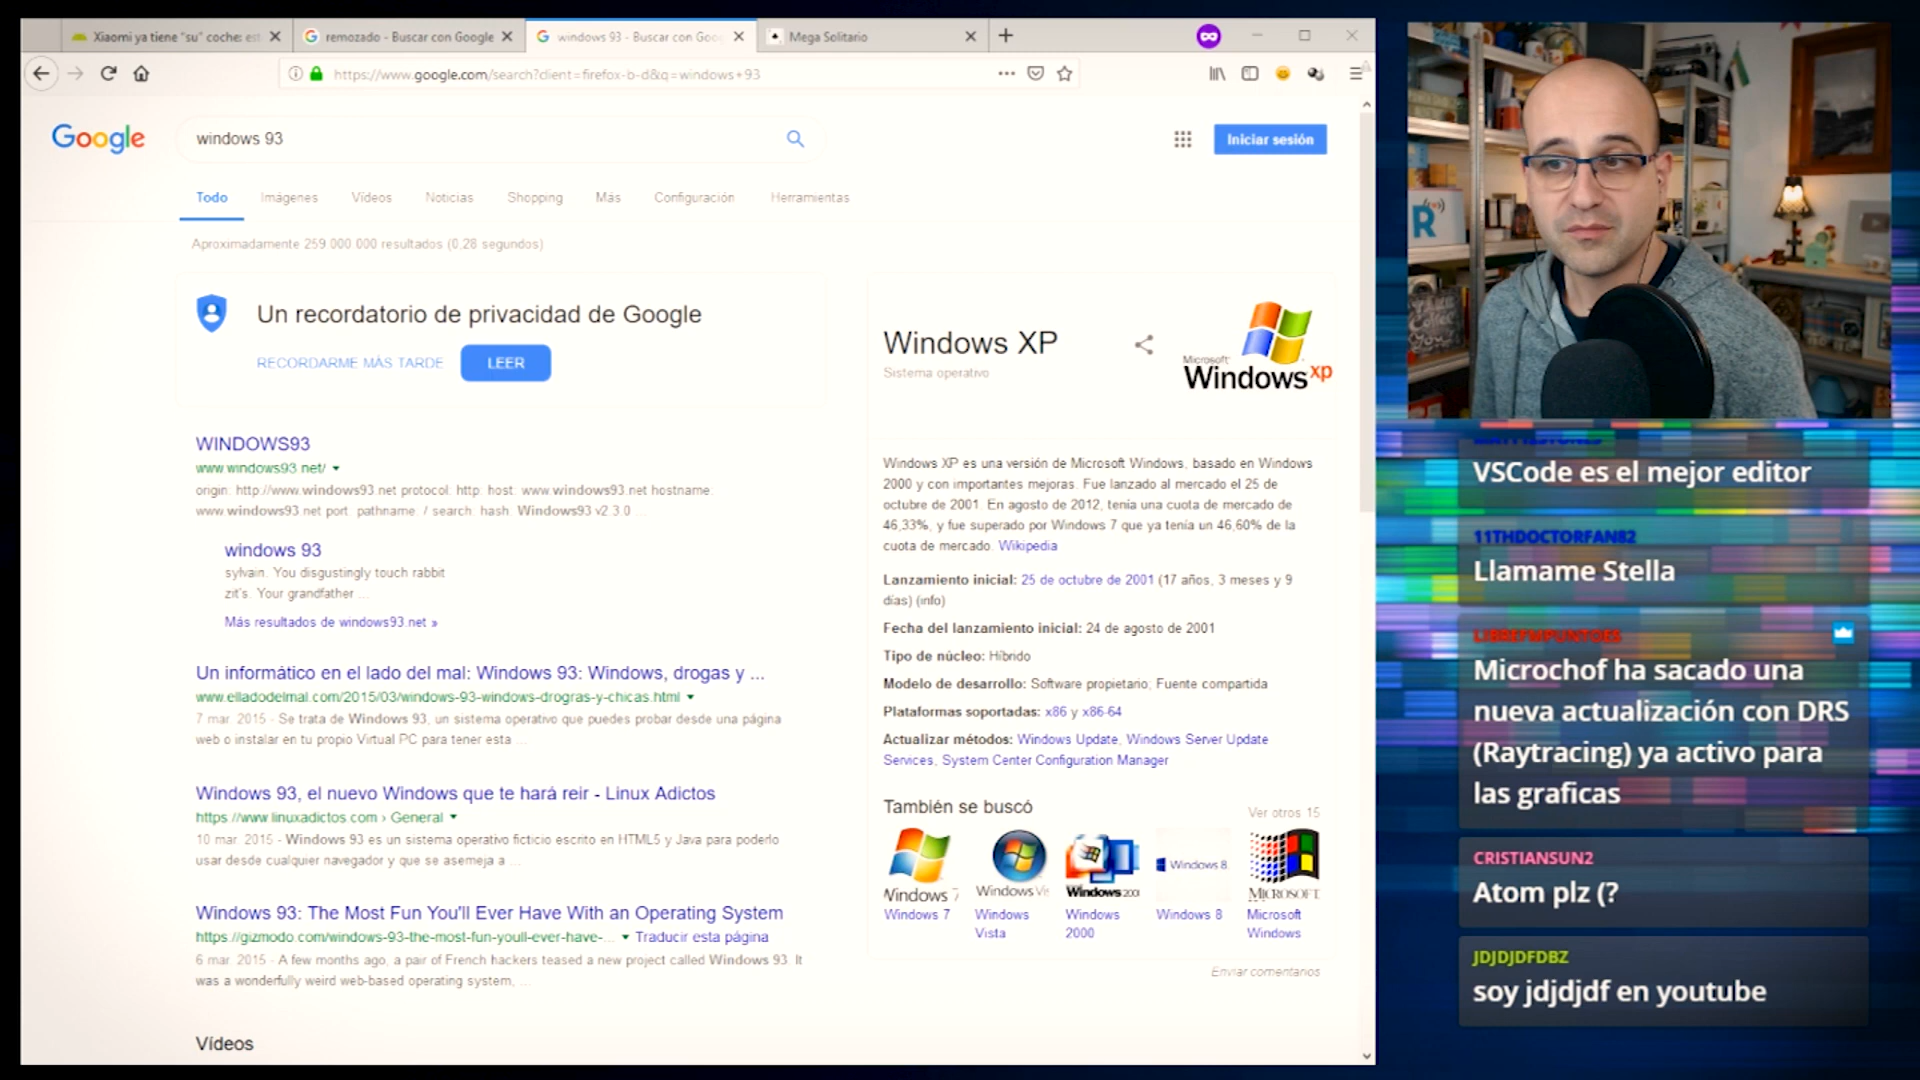 Xiaomi ya tiene "su" coche: est
remozado - Buscar con Google
windows 93 - Buscar con Goog
Mega Solitario
https://www.google.com/search?client=firefox-b-d&q=windows+93
Google
windows 93
Iniciar sesión
Todo
Imágenes
Vídeos
Noticias
Shopping
Más
Configuración
Herramientas
Aproximadamente 259.000.000 resultados (0,28 segundos)
Un recordatorio de privacidad de Google
RECORDARME MÁS TARDE
LEER
WINDOWS93
www.windows93.net/
origin: http://www.windows93.net protocol: http: host: www.windows93.net hostname:
www.windows93.net port: pathname: / search: hash: Windows93 v2.3.0 ...
windows 93
sylvain. You disgustingly touch rabbit
zit's. Your grandfather ...
Más resultados de windows93.net »
Un informático en el lado del mal: Windows 93: Windows, drogas y ...
www.elladodelmal.com/2015/03/windows-93-windows-drogras-y-chicas.html
7 mar. 2015 - Se trata de Windows 93, un sistema operativo que puedes probar desde una página
web o instalar en tu propio Virtual PC para tener esta ...
Windows 93, el nuevo Windows que te hará reir - Linux Adictos
https://www.linuxadictos.com › General
10 mar. 2015 - Windows 93 es un sistema operativo ficticio escrito en HTML5 y Java para poderlo
usar desde cualquier navegador y que se asemeja a ...
Windows 93: The Most Fun You'll Ever Have With an Operating System
https://gizmodo.com/windows-93-the-most-fun-youll-ever-have-...
Traducir esta página
6 mar. 2015 - A few months ago, a pair of French hackers teased a new project called Windows 93. It
was a wonderfully weird web-based operating system, ...
Vídeos
Windows XP
Sistema operativo
Microsoft
Windows xp
Windows XP es una versión de Microsoft Windows, basado en Windows
2000 y con importantes mejoras. Fue lanzado al mercado el 25 de
octubre de 2001. En agosto de 2012, tenía una cuota de mercado de
46,33%, y fue superado por Windows 7 que ya tenía un 46,60% de la
cuota de mercado. Wikipedia
Lanzamiento inicial: 25 de octubre de 2001 (17 años, 3 meses y 9
días) (info)
Fecha del lanzamiento inicial: 24 de agosto de 2001
Tipo de núcleo: Híbrido
Modelo de desarrollo: Software propietario; Fuente compartida
Plataformas soportadas: x86 y x86-64
Actualizar métodos: Windows Update, Windows Server Update
Services, System Center Configuration Manager
También se buscó
Ver otros 15
Windows 7
Windows Vis
Windows 200
Windows 8
MICROSOFT
Windows 7
Windows
Vista
Windows
2000
Windows 8
Microsoft
Windows
Enviar comentarios
R
VSCode es el mejor editor
11THDOCTORFAN82
Llamame Stella
LIBREFMPUNTOES
Microchof ha sacado una
nueva actualización con DRS
(Raytracing) ya activo para
las graficas
CRISTIANSUN2
Atom plz (?
JDJDJDFDBZ
soy jdjdjdf en youtube